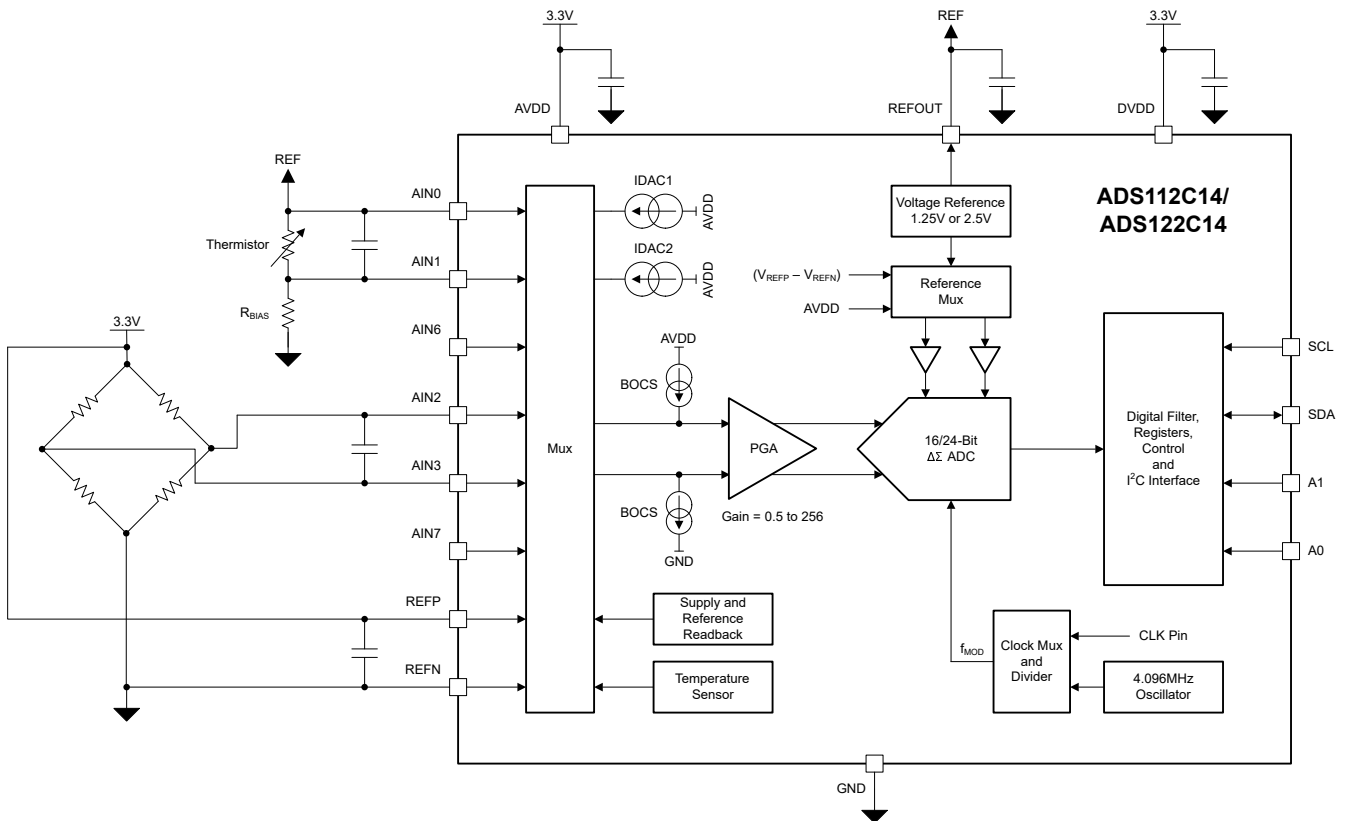 3.3V
REF
3.3V
AVDD
REFOUT
DVDD
REF
AIN0
Thermistor
AIN1
R_BIAS
3.3V
AIN6
AIN2
AIN3
AIN7
REFP
REFN
Mux
IDAC1
AVDD
IDAC2
AVDD
AVDD
BOCS
BOCS
GND
PGA
Gain = 0.5 to 256
Supply and
Reference
Readback
Temperature
Sensor
Voltage Reference
1.25V or 2.5V
(V_REFP – V_REFN)
AVDD
Reference
Mux
16/24-Bit
ΔΣ ADC
ADS112C14/
ADS122C14
Digital Filter,
Registers,
Control
and
I²C Interface
SCL
SDA
A1
A0
f_MOD
Clock Mux
and
Divider
CLK Pin
4.096MHz
Oscillator
GND